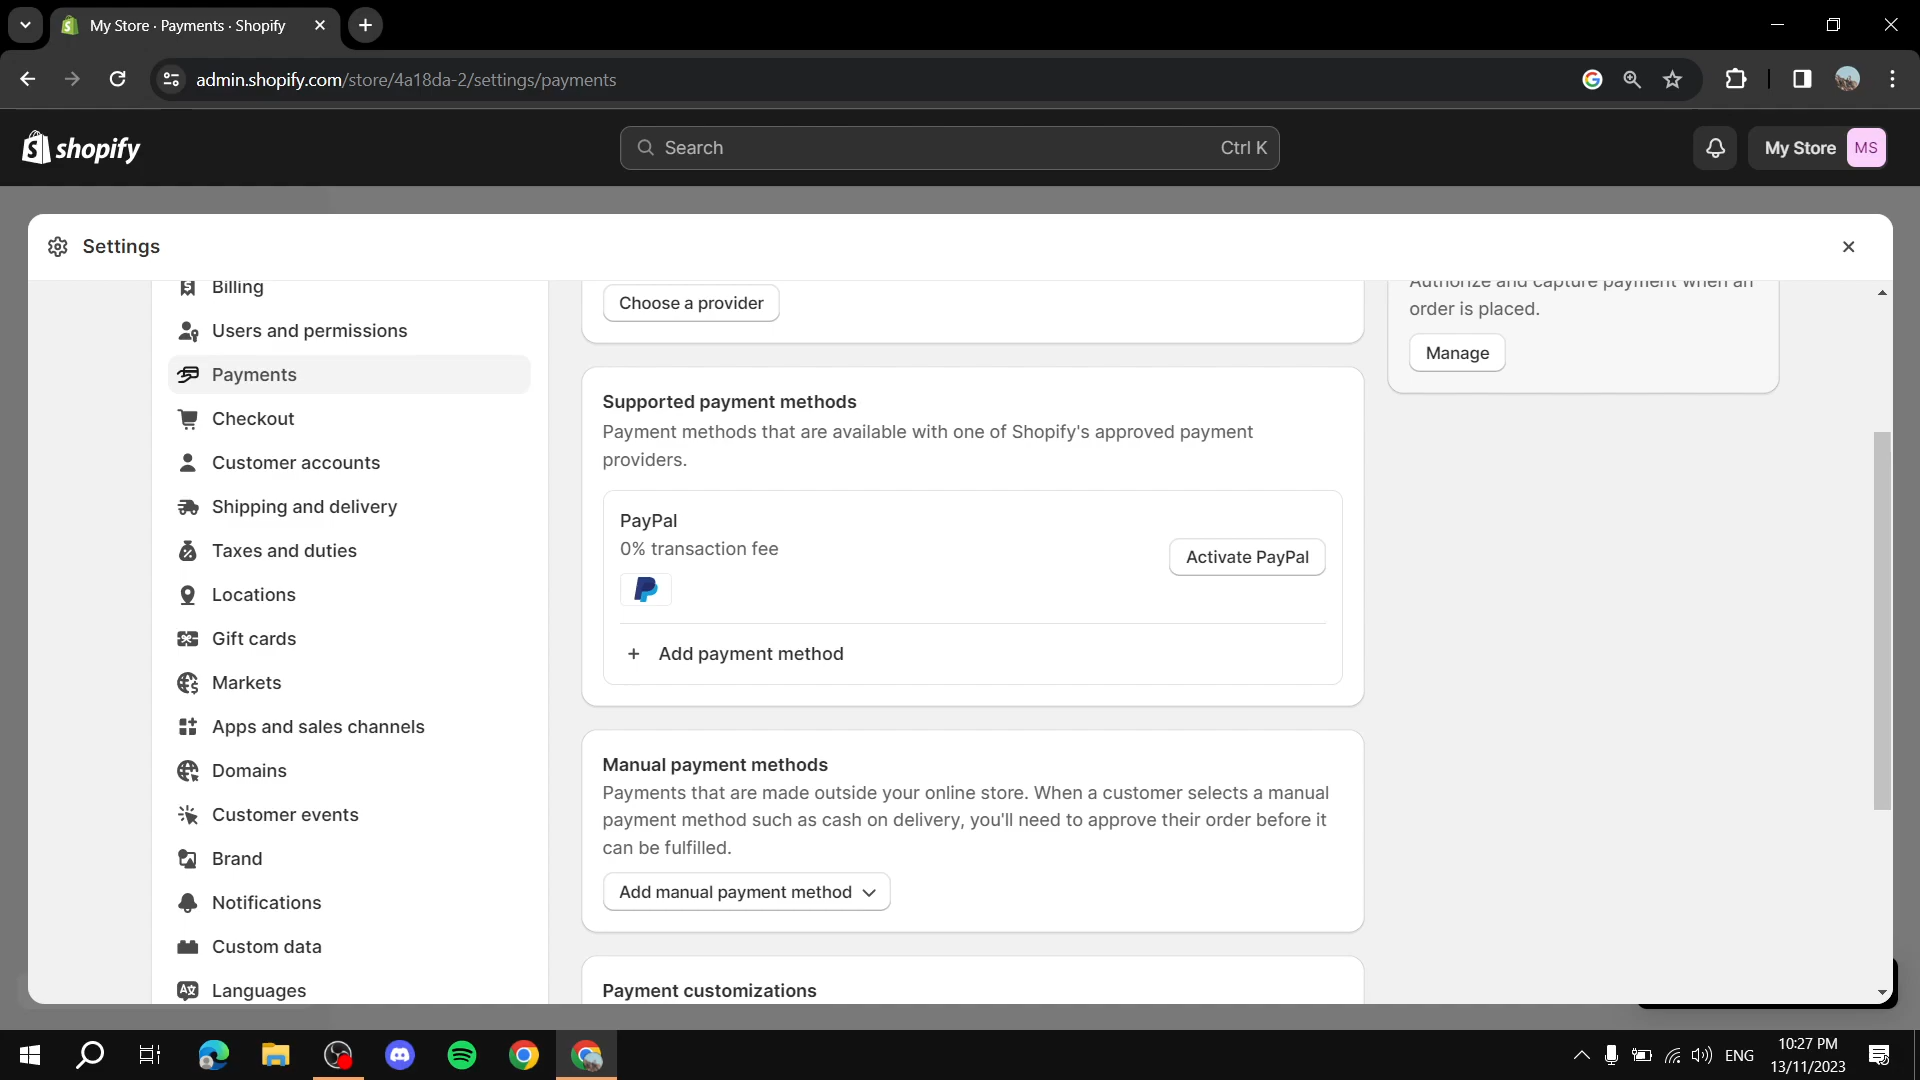 My Store · Payments · Shopify
admin.shopify.com/store/4a18da-2/settings/payments
shopify
Search
Ctrl K
My Store
MS
Settings
Billing
Users and permissions
Payments
Checkout
Customer accounts
Shipping and delivery
Taxes and duties
Locations
Gift cards
Markets
Apps and sales channels
Domains
Customer events
Brand
Notifications
Custom data
Languages
Choose a provider
Supported payment methods
Payment methods that are available with one of Shopify's approved payment
providers.
PayPal
0% transaction fee
Activate PayPal
+ Add payment method
Manual payment methods
Payments that are made outside your online store. When a customer selects a manual
payment method such as cash on delivery, you'll need to approve their order before it
can be fulfilled.
Add manual payment method
Payment customizations
Authorize and capture payment when an
order is placed.
Manage
ENG
10:27 PM
13/11/2023